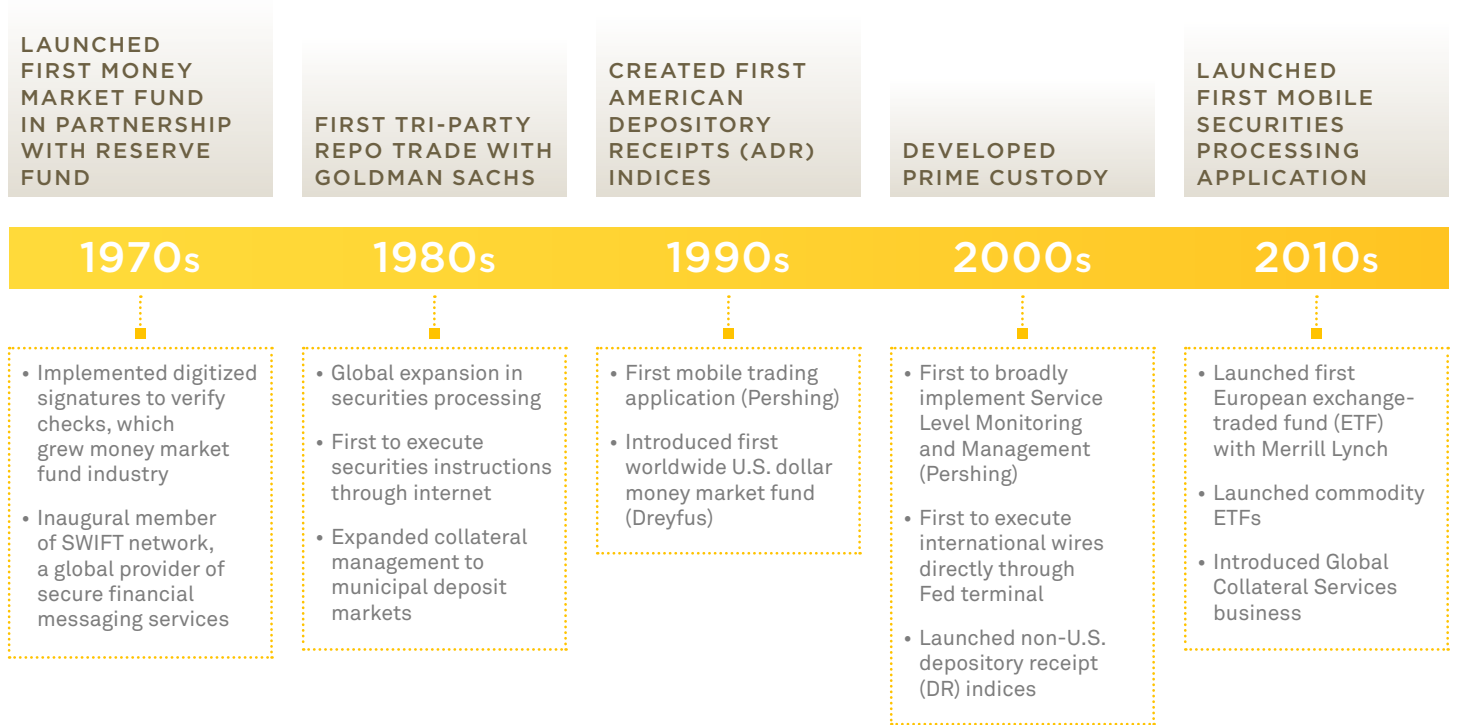 LAUNCHED
FIRST MONEY
MARKET FUND
IN PARTNERSHIP
WITH RESERVE
FUND
FIRST TRI-PARTY
REPO TRADE WITH
GOLDMAN SACHS
CREATED FIRST
AMERICAN
DEPOSITORY
RECEIPTS (ADR)
INDICES
DEVELOPED
PRIME CUSTODY
LAUNCHED
FIRST MOBILE
SECURITIES
PROCESSING
APPLICATION
1970s
1980s
1990s
2000s
2010s
• Implemented digitized
signatures to verify
checks, which
grew money market
fund industry
• Inaugural member
of SWIFT network,
a global provider of
secure financial
messaging services
• Global expansion in
securities processing
• First to execute
securities instructions
through internet
• Expanded collateral
management to
municipal deposit
markets
• First mobile trading
application (Pershing)
• Introduced first
worldwide U.S. dollar
money market fund
(Dreyfus)
• First to broadly
implement Service
Level Monitoring
and Management
(Pershing)
• First to execute
international wires
directly through
Fed terminal
• Launched non-U.S.
depository receipt
(DR) indices
• Launched first
European exchange-
traded fund (ETF)
with Merrill Lynch
• Launched commodity
ETFs
• Introduced Global
Collateral Services
business